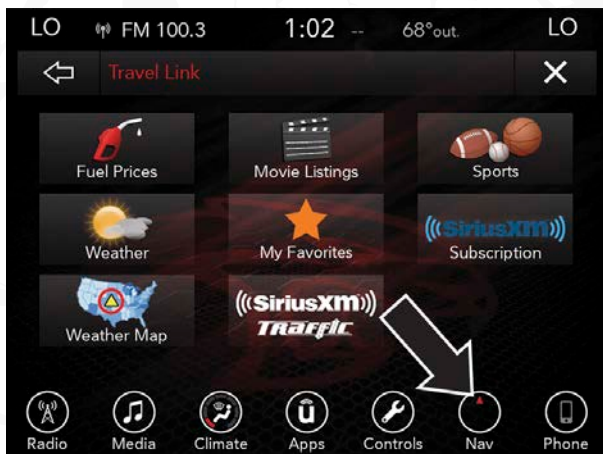 LO FM 100.3 1:02 -- 68°out. LO
Travel Link
Fuel Prices Movie Listings Sports
((SiriusXM))
Weather My Favorites Subscription
((SiriusXM))
TRAFFIC
Weather Map
Radio Media Climate Apps Controls Nav Phone